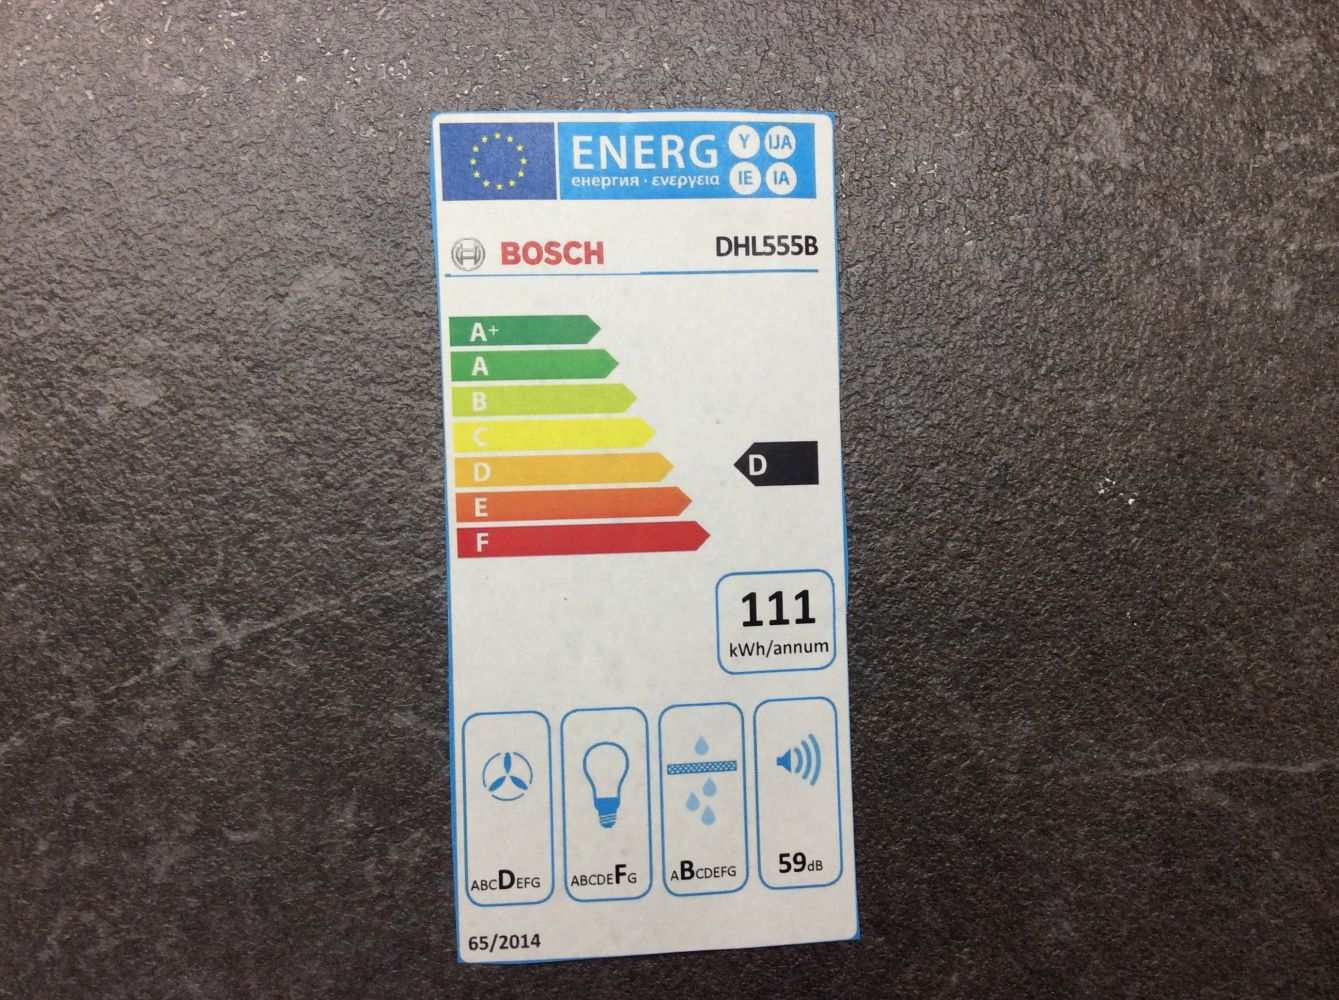 ENERG Y IJA
енергия · ενεργεια IE IA
BOSCH DHL555B
A+
A
B
C
D D
E
F
111
kWh/annum
ABCDEFG ABCDEFG ABCDEFG 59dB
65/2014